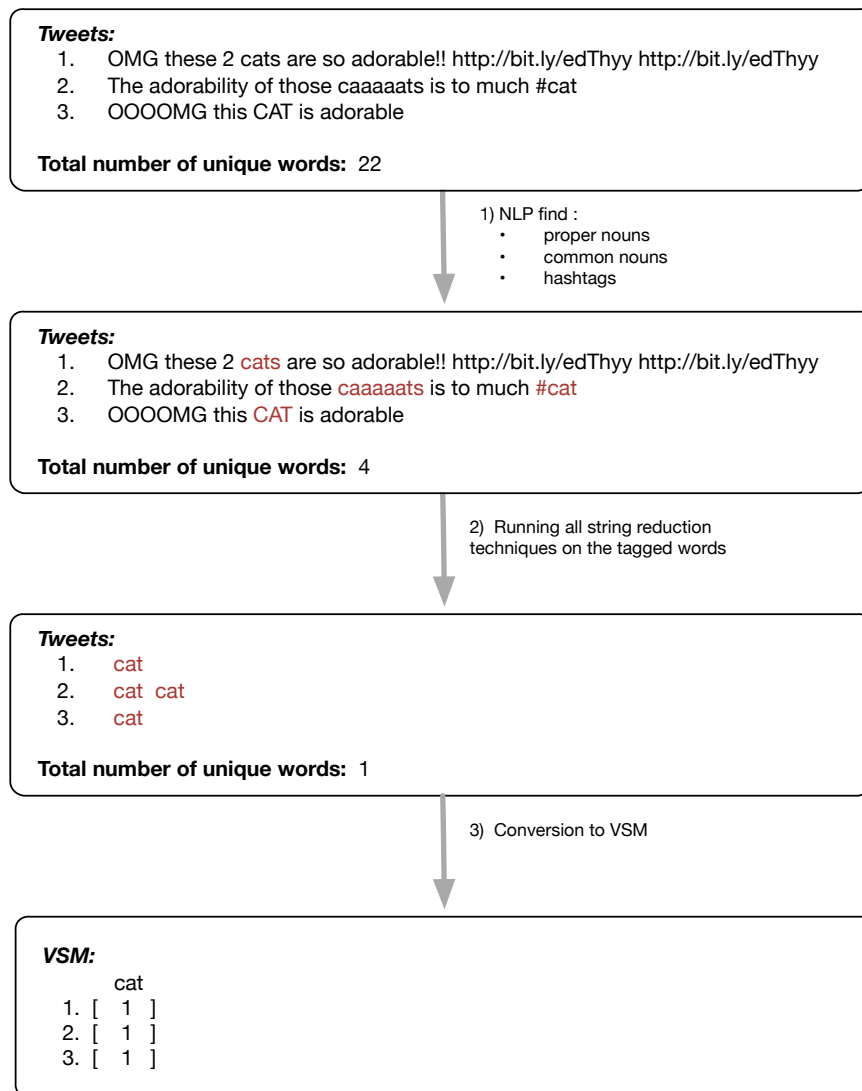 Tweets:
1. OMG these 2 cats are so adorable!! http://bit.ly/edThyy http://bit.ly/edThyy
2. The adorability of those caaaaats is to much #cat
3. OOOOMG this CAT is adorable
Total number of unique words: 22
1) NLP find :
• proper nouns
• common nouns
• hashtags
Tweets:
1. OMG these 2 cats are so adorable!! http://bit.ly/edThyy http://bit.ly/edThyy
2. The adorability of those caaaaats is to much #cat
3. OOOOMG this CAT is adorable
Total number of unique words: 4
2) Running all string reduction
techniques on the tagged words
Tweets:
1. cat
2. cat cat
3. cat
Total number of unique words: 1
3) Conversion to VSM
VSM:
cat
1. [ 1 ]
2. [ 1 ]
3. [ 1 ]